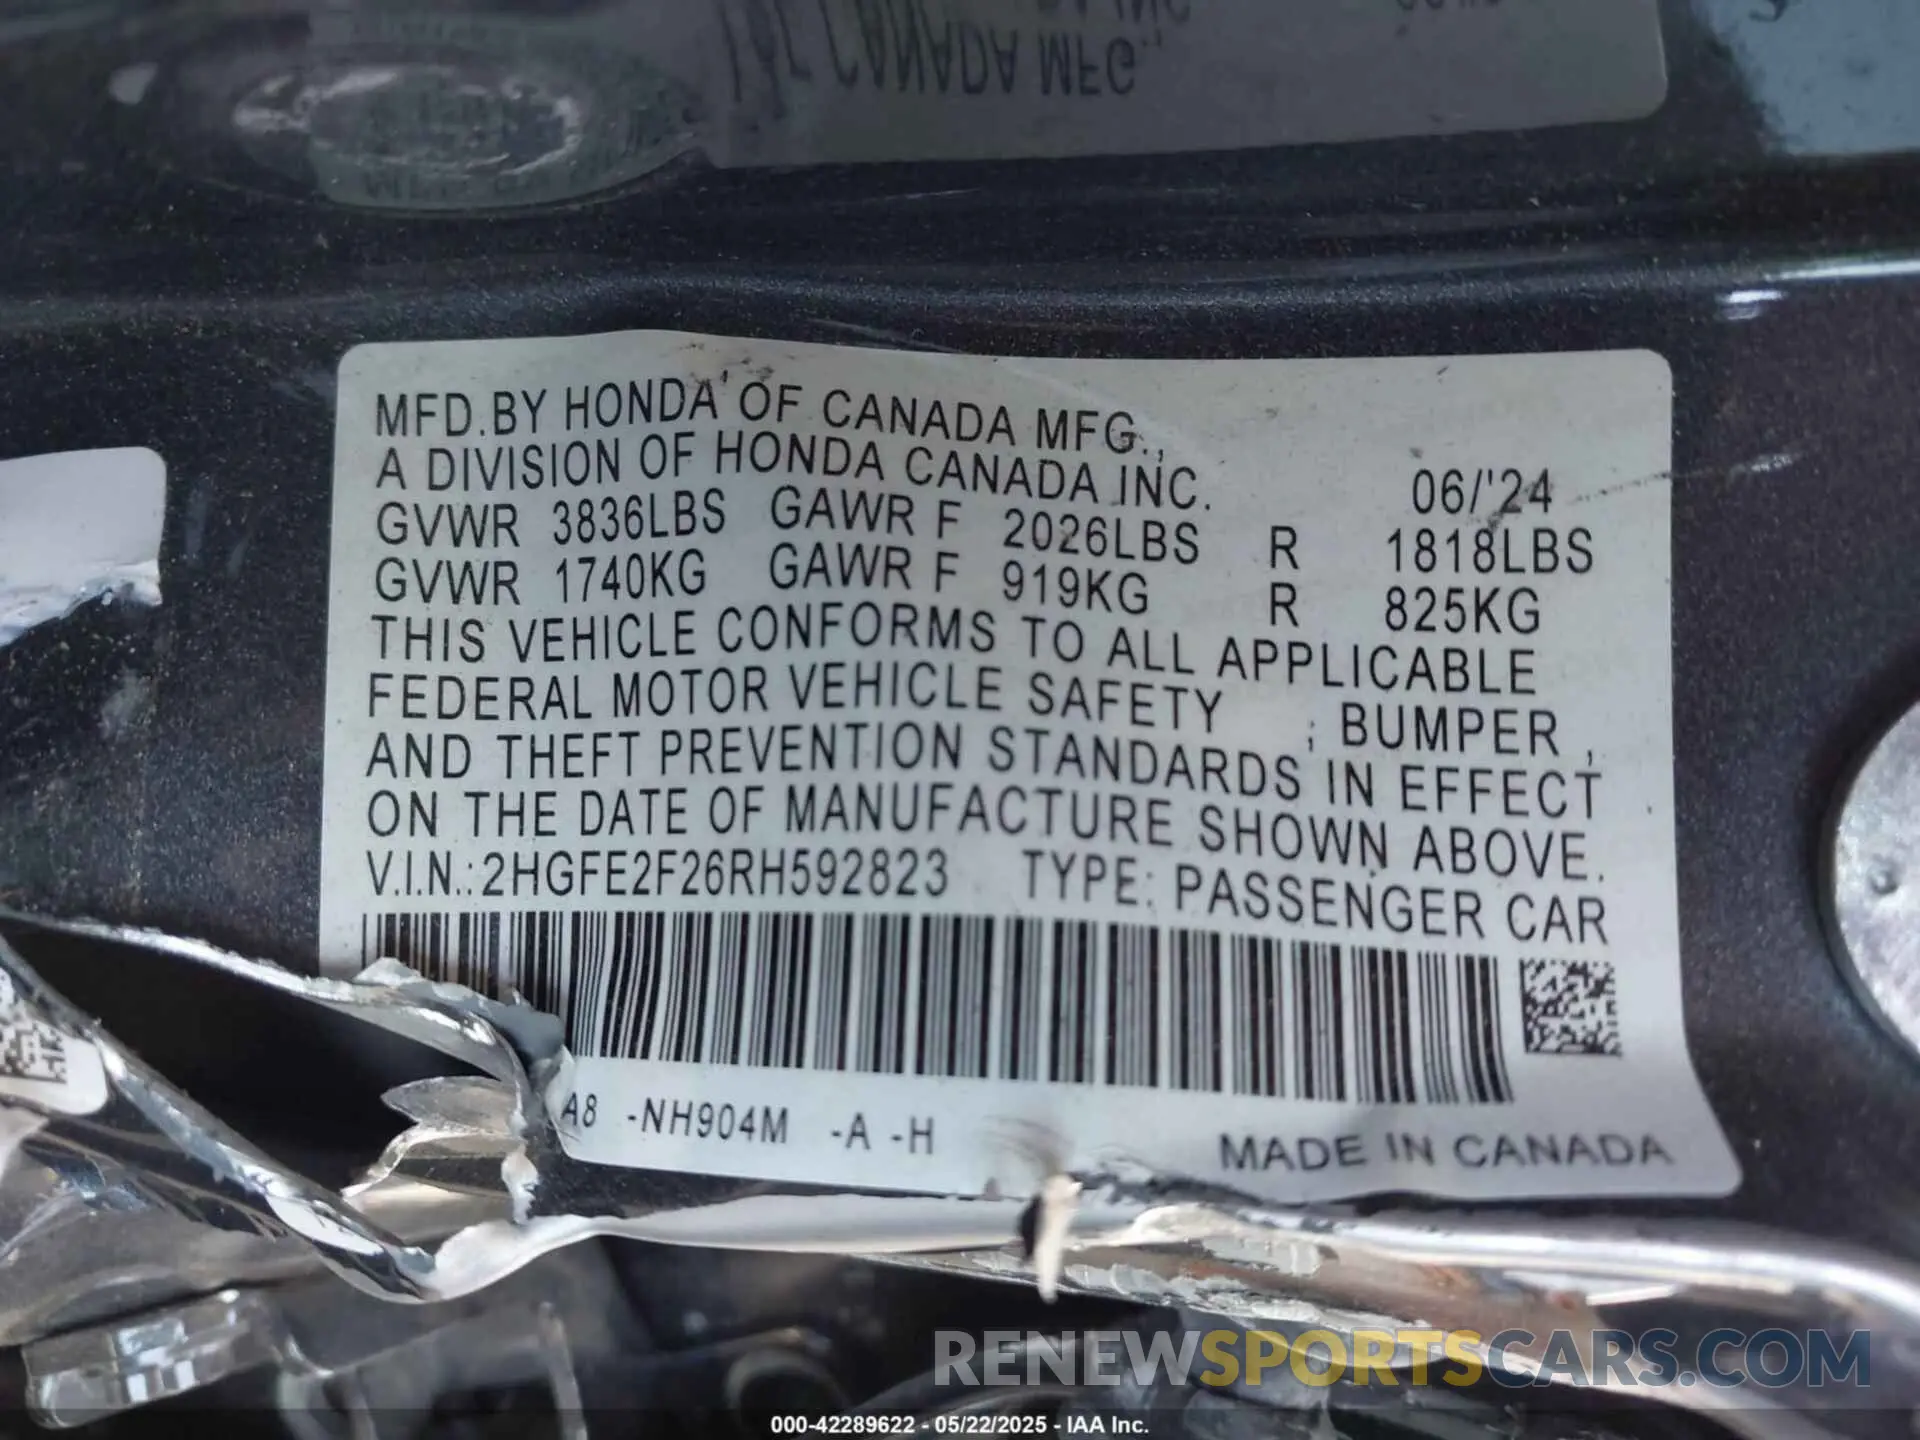 CANADA MFG.,
MFD.BY HONDA OF CANADA MFG.,
A DIVISION OF HONDA CANADA INC. 06/'24
GVWR 3836LBS GAWR F 2026LBS R 1818LBS
GVWR 1740KG GAWR F 919KG R 825KG
THIS VEHICLE CONFORMS TO ALL APPLICABLE
FEDERAL MOTOR VEHICLE SAFETY , BUMPER ,
AND THEFT PREVENTION STANDARDS IN EFFECT
ON THE DATE OF MANUFACTURE SHOWN ABOVE.
V.I.N.:2HGFE2F26RH592823 TYPE: PASSENGER CAR
A8 -NH904M -A -H
MADE IN CANADA
RENEWSPORTSCARS.COM
000-42289622 - 05/22/2025 - IAA Inc.